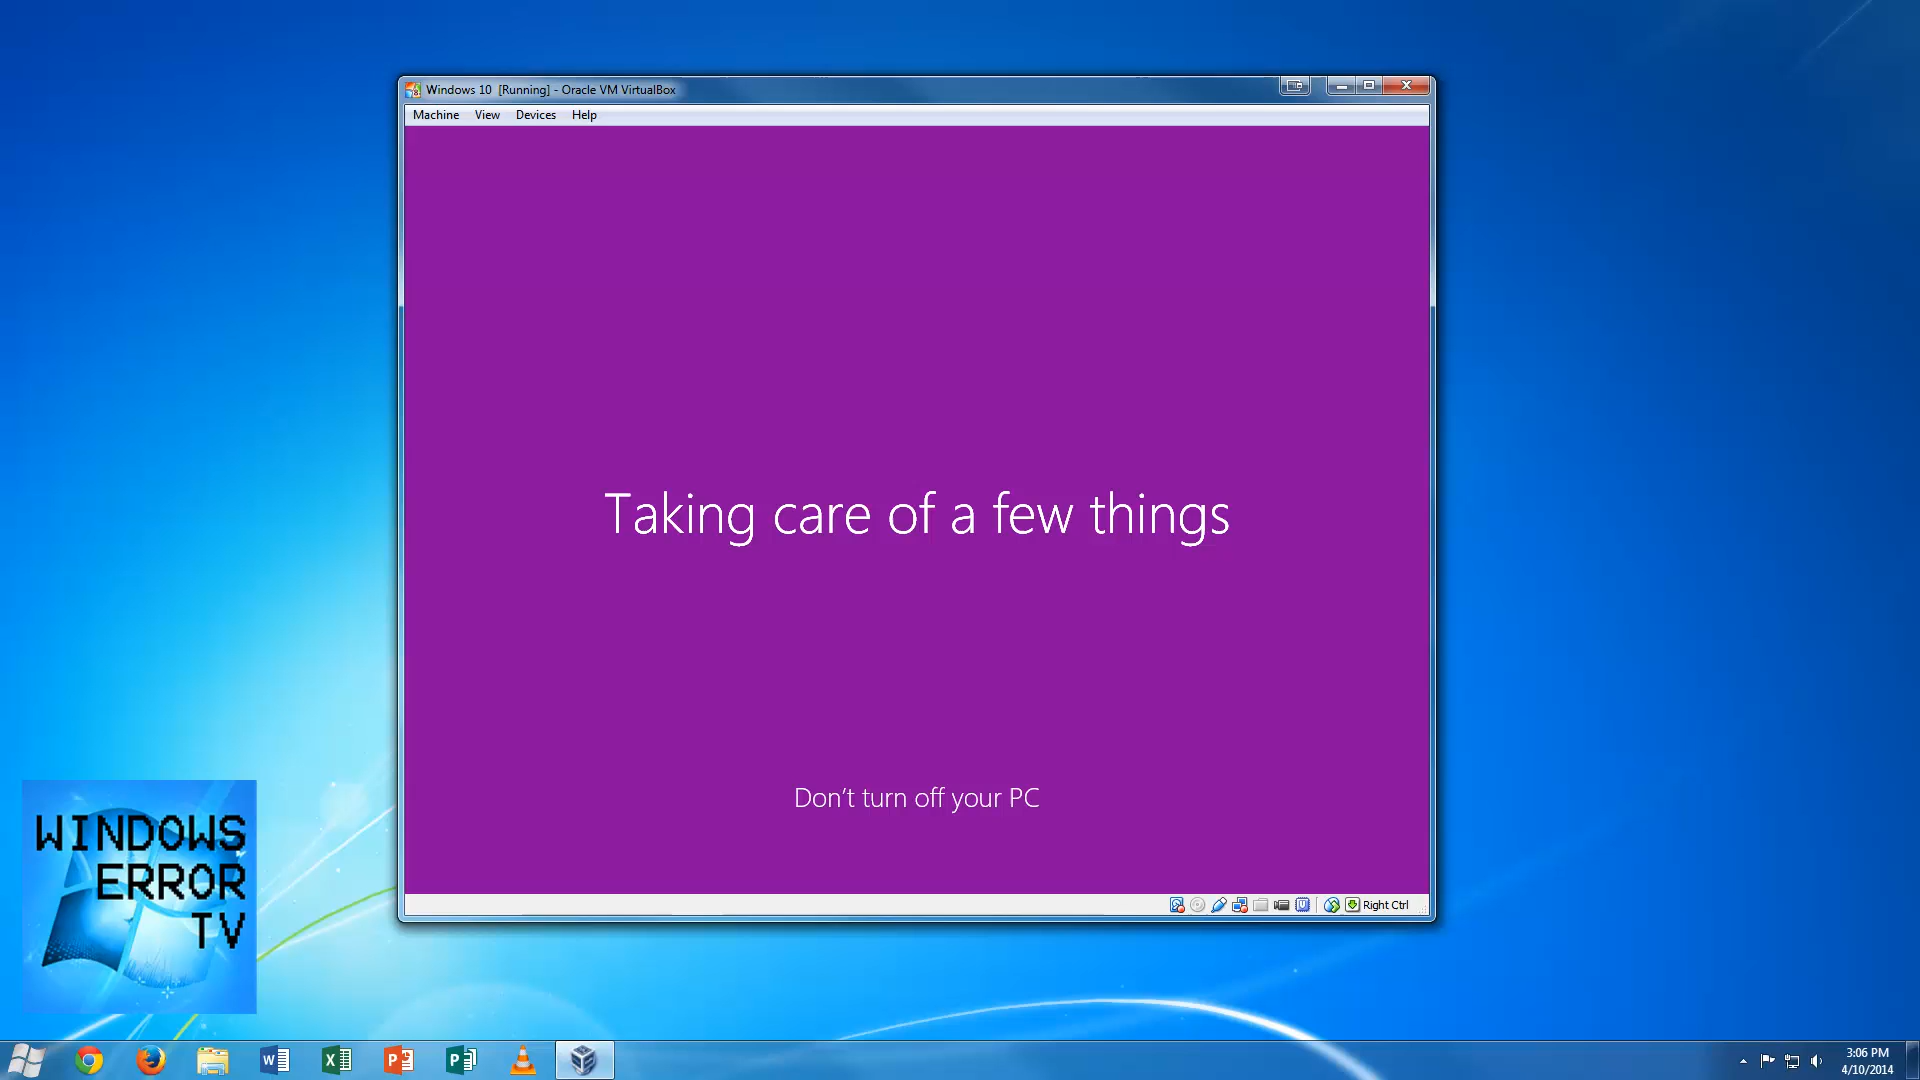 Windows 10 [Running] - Oracle VM VirtualBox
Machine View Devices Help
Taking care of a few things
Don't turn off your PC
Right Ctrl
WINDOWS
ERROR
TV
3:06 PM
4/10/2014